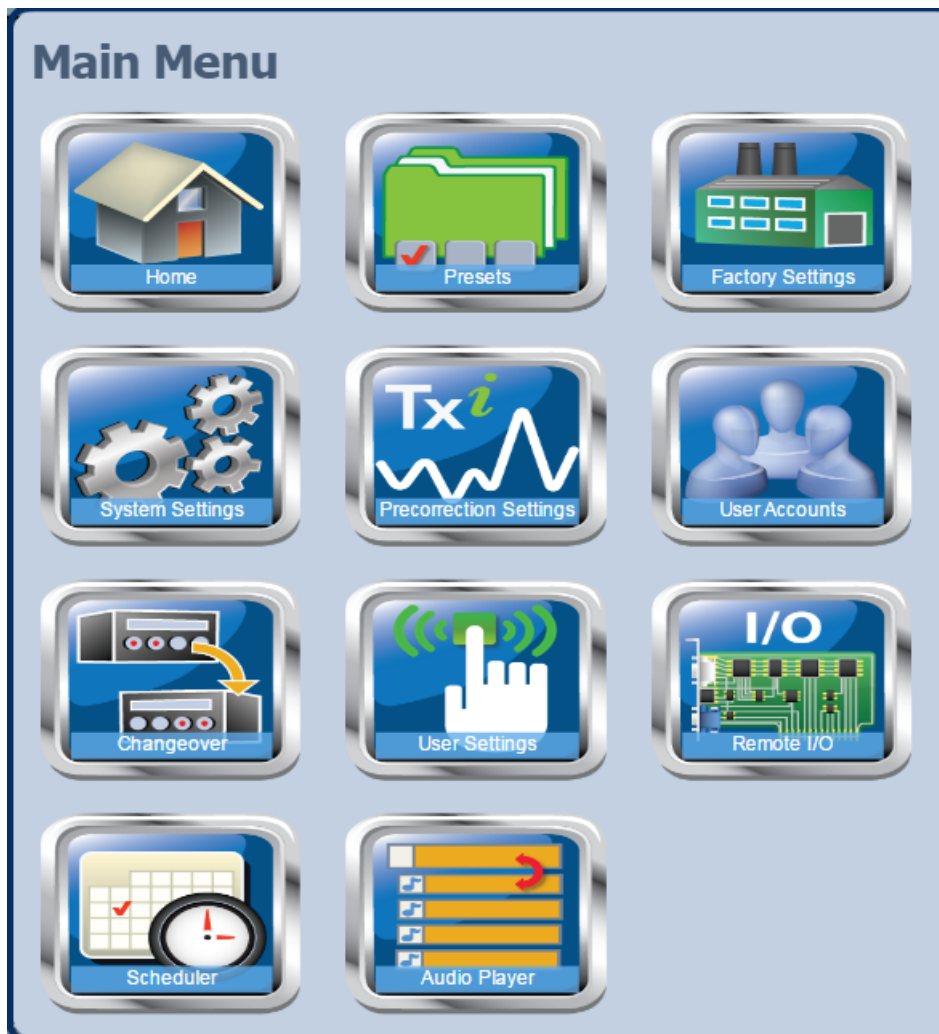 Main Menu
Home
Presets
Factory Settings
System Settings
Txi
Precorrection Settings
User Accounts
Changeover
User Settings
I/O
Remote I/O
Scheduler
Audio Player